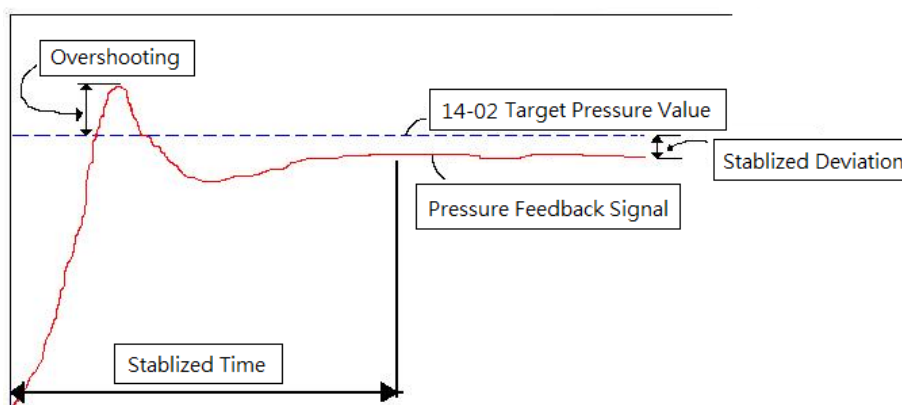 Overshooting
14-02 Target Pressure Value
Stablized Deviation
Pressure Feedback Signal
Stablized Time